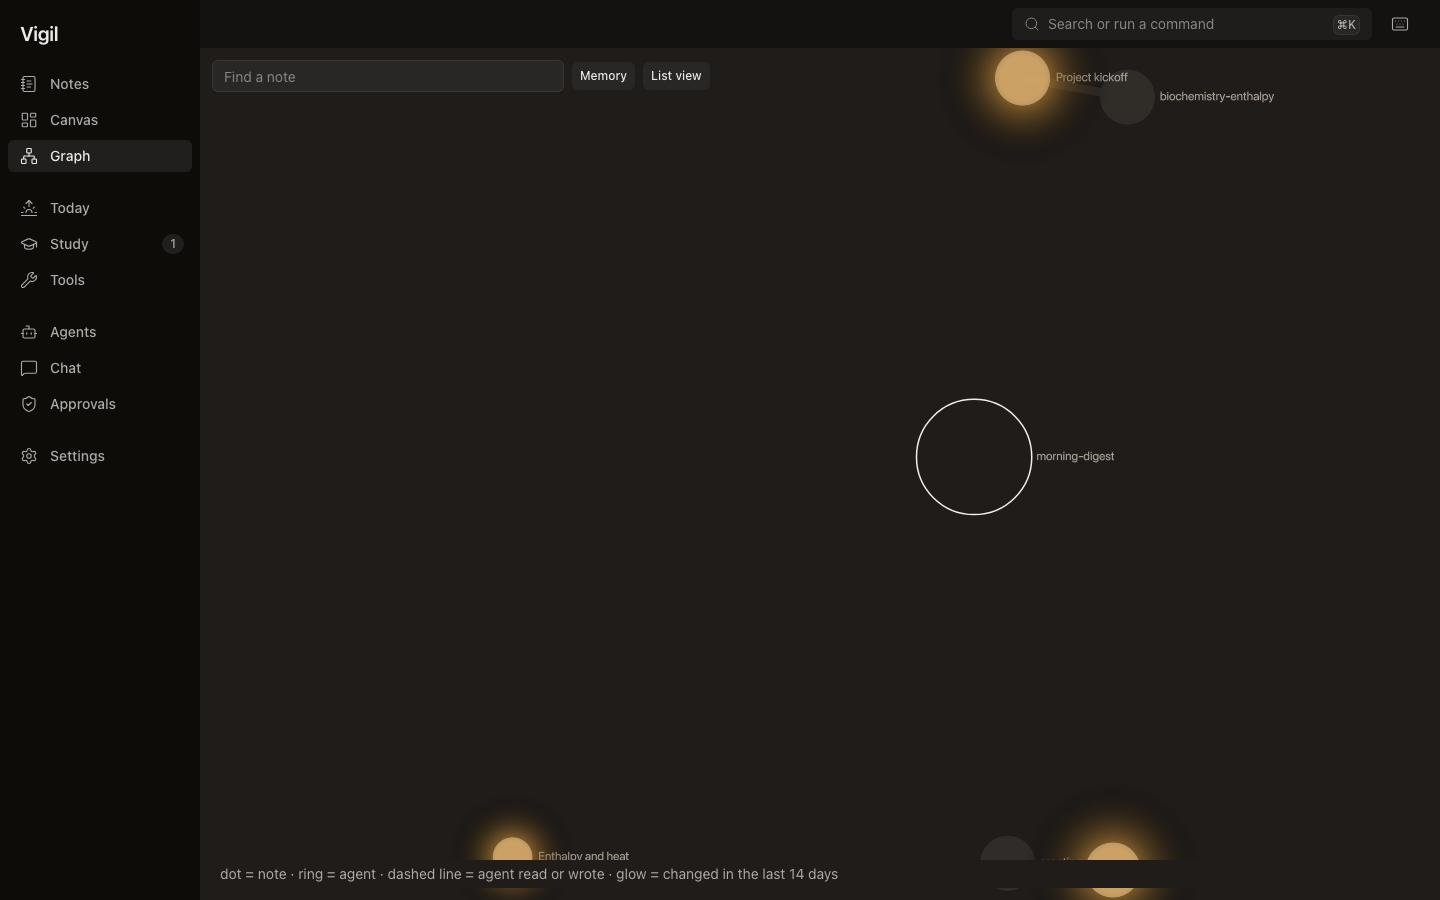 Vigil
Search or run a command
⌘K
Notes
Canvas
Graph
Today
Study
1
Tools
Agents
Chat
Approvals
Settings
Find a note
Memory
List view
Project kickoff
biochemistry-enthalpy
morning-digest
Enthalpy and heat
dot = note · ring = agent · dashed line = agent read or wrote · glow = changed in the last 14 days